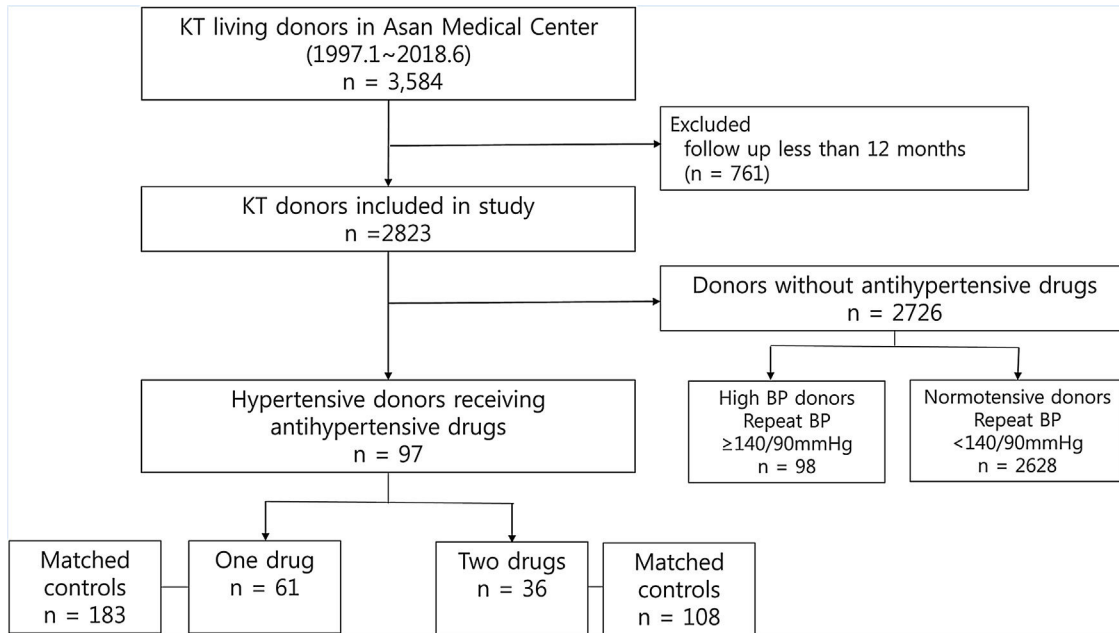 KT living donors in Asan Medical Center
(1997.1~2018.6)
n = 3,584
Excluded
follow up less than 12 months
(n = 761)
KT donors included in study
n =2823
Donors without antihypertensive drugs
n = 2726
Hypertensive donors receiving
antihypertensive drugs
n = 97
High BP donors
Repeat BP
≥140/90mmHg
n = 98
Normotensive donors
Repeat BP
<140/90mmHg
n = 2628
Matched
controls
n = 183
One drug
n = 61
Two drugs
n = 36
Matched
controls
n = 108